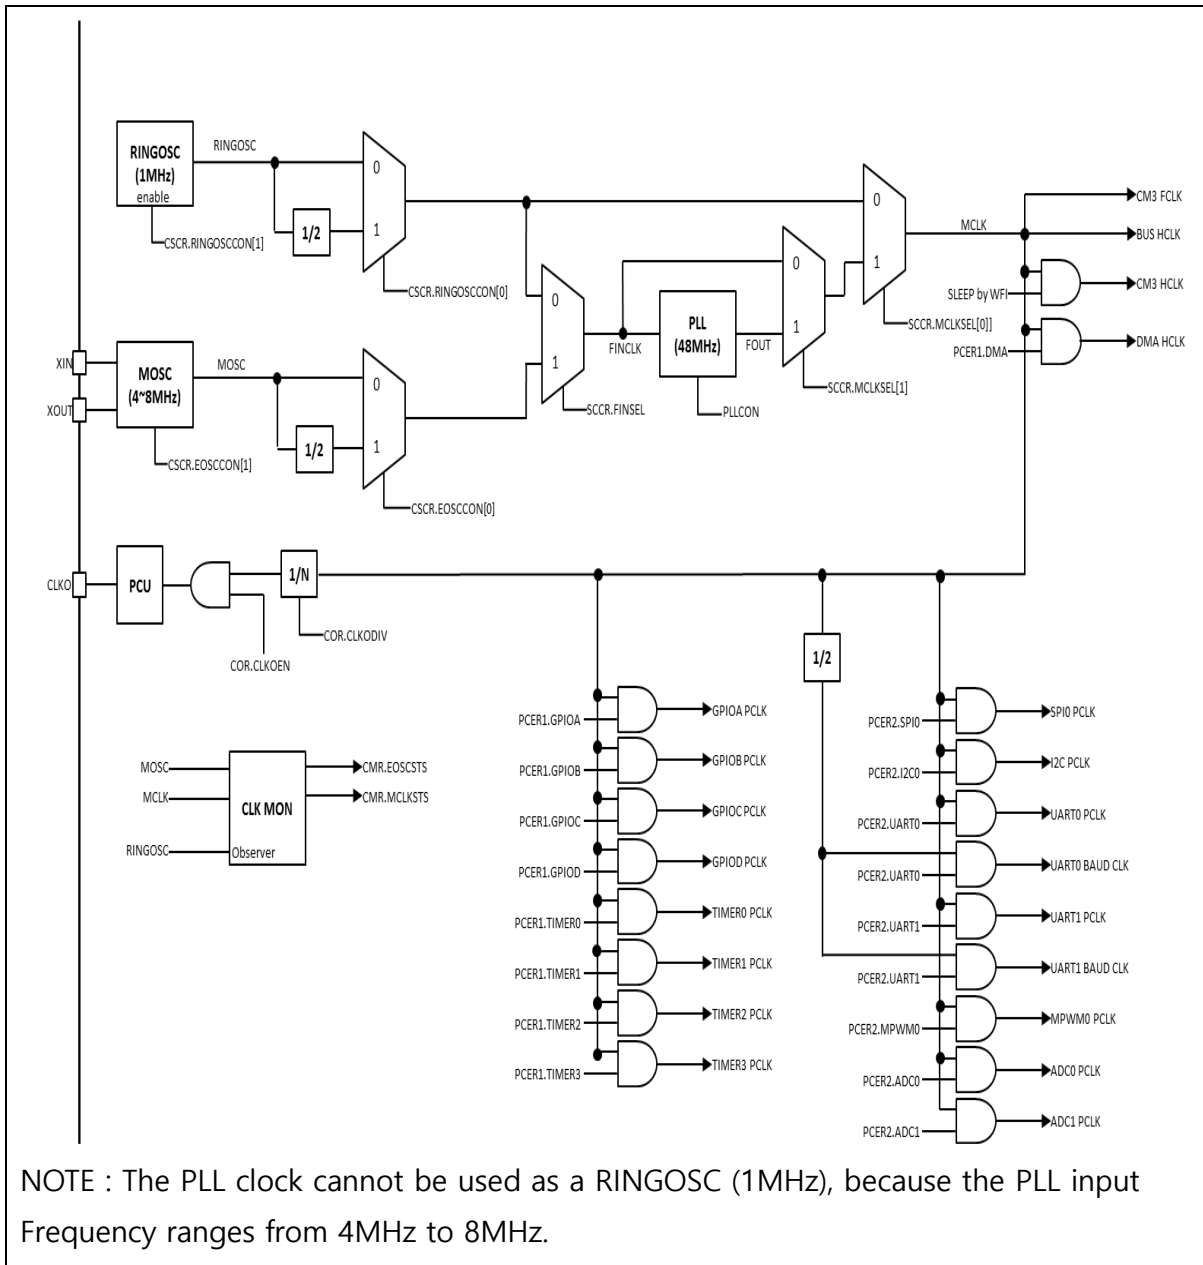 RINGOSC
(1MHz)
enable
RINGOSC
CSCR.RINGOSCCON[1]
1/2
0
1
CSCR.RINGOSCCON[0]
XIN
XOUT
MOSC
(4~8MHz)
MOSC
CSCR.EOSCCON[1]
1/2
0
1
CSCR.EOSCCON[0]
0
1
SCCR.FINSEL
FINCLK
PLL
(48MHz)
PLLCON
FOUT
0
1
SCCR.MCLKSEL[1]
0
1
SCCR.MCLKSEL[0]]
MCLK
CM3 FCLK
BUS HCLK
SLEEP by WFI
CM3 HCLK
PCER1.DMA
DMA HCLK
CLKO
PCU
1/N
COR.CLKODIV
COR.CLKOEN
1/2
MOSC
MCLK
RINGOSC
CLK MON
Observer
CMR.EOSCSTS
CMR.MCLKSTS
PCER1.GPIOA
GPIOA PCLK
PCER1.GPIOB
GPIOB PCLK
PCER1.GPIOC
GPIOC PCLK
PCER1.GPIOD
GPIOD PCLK
PCER1.TIMER0
TIMER0 PCLK
PCER1.TIMER1
TIMER1 PCLK
PCER1.TIMER2
TIMER2 PCLK
PCER1.TIMER3
TIMER3 PCLK
PCER2.SPI0
SPI0 PCLK
PCER2.I2C0
I2C PCLK
PCER2.UART0
UART0 PCLK
PCER2.UART0
UART0 BAUD CLK
PCER2.UART1
UART1 PCLK
PCER2.UART1
UART1 BAUD CLK
PCER2.MPWM0
MPWM0 PCLK
PCER2.ADC0
ADC0 PCLK
PCER2.ADC1
ADC1 PCLK
NOTE : The PLL clock cannot be used as a RINGOSC (1MHz), because the PLL input
Frequency ranges from 4MHz to 8MHz.